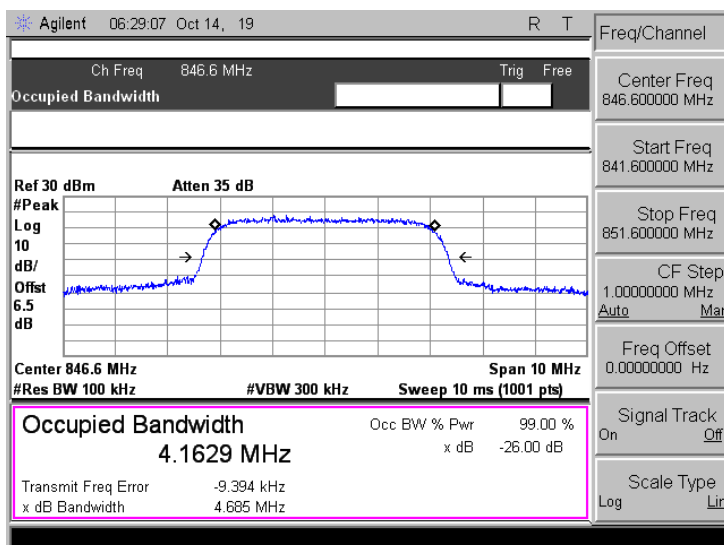 Agilent 06:29:07 Oct 14, 19 R T
Freq/Channel
Ch Freq 846.6 MHz Trig Free
Occupied Bandwidth
Center Freq
846.600000 MHz
Start Freq
841.600000 MHz
Stop Freq
851.600000 MHz
CF Step
1.00000000 MHz
Auto Man
Freq Offset
0.00000000 Hz
Signal Track
On Off
Scale Type
Log Lin
Ref 30 dBm Atten 35 dB
#Peak
Log
10
dB/
Offst
6.5
dB
Center 846.6 MHz Span 10 MHz
#Res BW 100 kHz #VBW 300 kHz Sweep 10 ms (1001 pts)
Occupied Bandwidth
4.1629 MHz
Occ BW % Pwr 99.00 %
x dB -26.00 dB
Transmit Freq Error -9.394 kHz
x dB Bandwidth 4.685 MHz